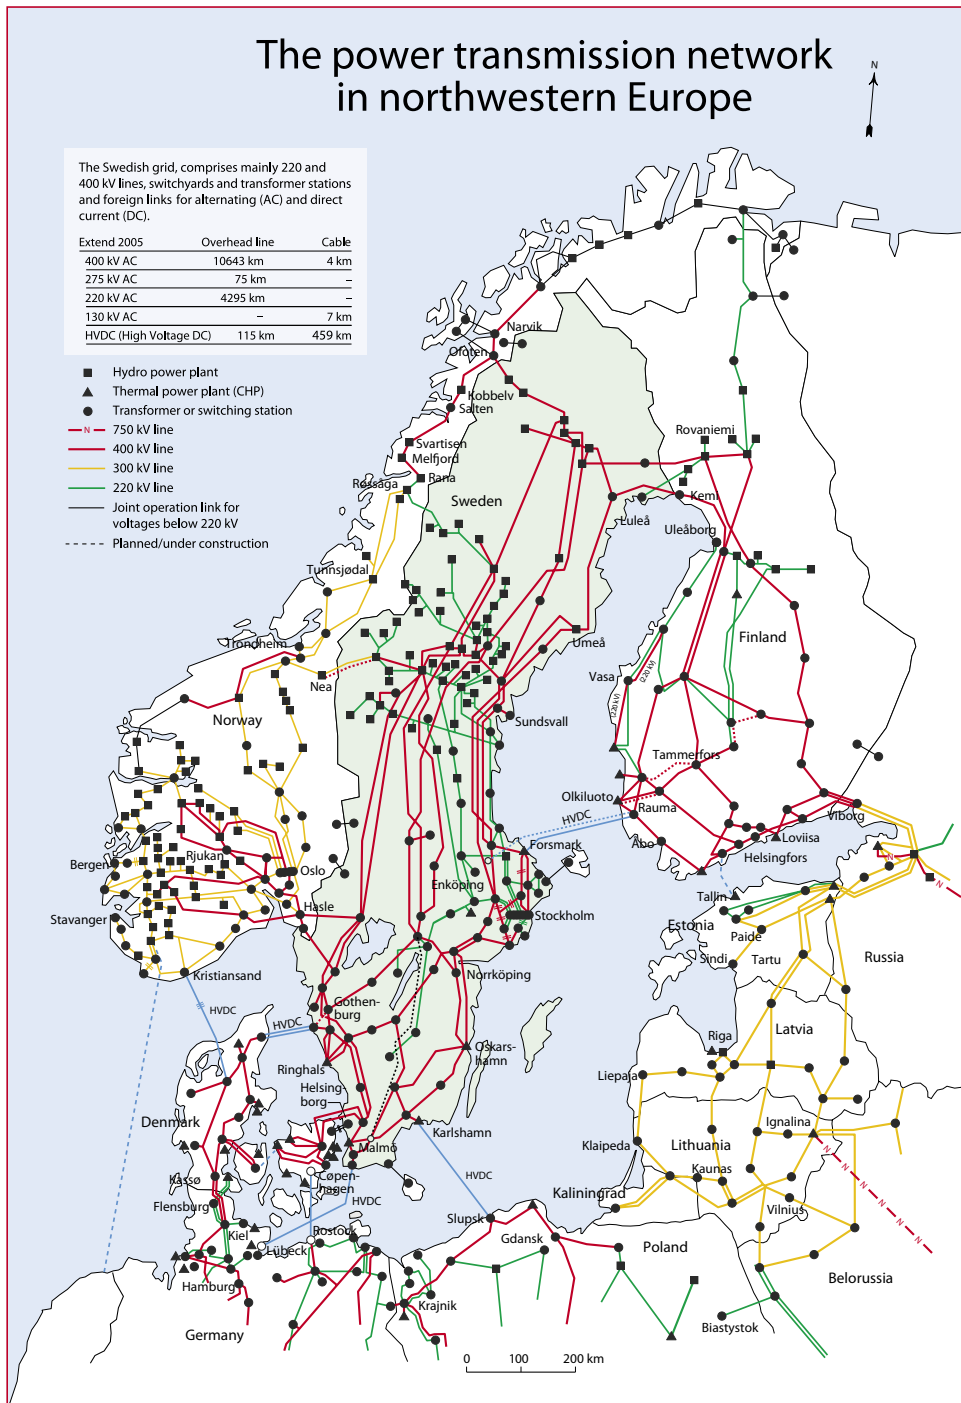 The power transmission network
in northwestern Europe
N
The Swedish grid, comprises mainly 220 and
400 kV lines, switchyards and transformer stations
and foreign links for alternating (AC) and direct
current (DC).
Extend 2005 Overhead line Cable
400 kV AC 10643 km 4 km
275 kV AC 75 km –
220 kV AC 4295 km –
130 kV AC – 7 km
HVDC (High Voltage DC) 115 km 459 km
Hydro power plant
Thermal power plant (CHP)
Transformer or switching station
N 750 kV line
400 kV line
300 kV line
220 kV line
Joint operation link for
voltages below 220 kV
Planned/under construction
Narvik
Ofoten
Kobbelv
Salten
Svartisen
Melfjord
Rovaniemi
Røssåga
Rana
Sweden
Kemi
Luleå
Uleåborg
Tunnsjødal
Trondheim
Umeå
Finland
Nea
Vasa
(220 kV)
(220 kV)
Norway
Sundsvall
Tammerfors
Olkiluoto
Rauma
Viborg
HVDC
Bergen
Rjukan
Oslo
Forsmark
Åbo
Loviisa
Helsingfors
Enköping
Stavanger
Hasle
Stockholm
Tallin
Estonia
Paide
N
N
Kristiansand
Norrköping
Sindi
Tartu
Russia
HVDC
HVDC
Gothen-
burg
Latvia
Riga
Ringhals
Oskars-
hamn
Liepaja
Helsing-
borg
Denmark
Karlshamn
Klaipeda
Lithuania
Ignalina
Malmö
Kassø
Cøpen-
hagen
HVDC
HVDC
Kaunas
Kaliningrad
Vilnius
N
N
N
N
N
Flensburg
Kiel
Rostock
Slupsk
Gdansk
Poland
Lübeck
Belorussia
Hamburg
Krajnik
Germany
Biastystok
0 100 200 km